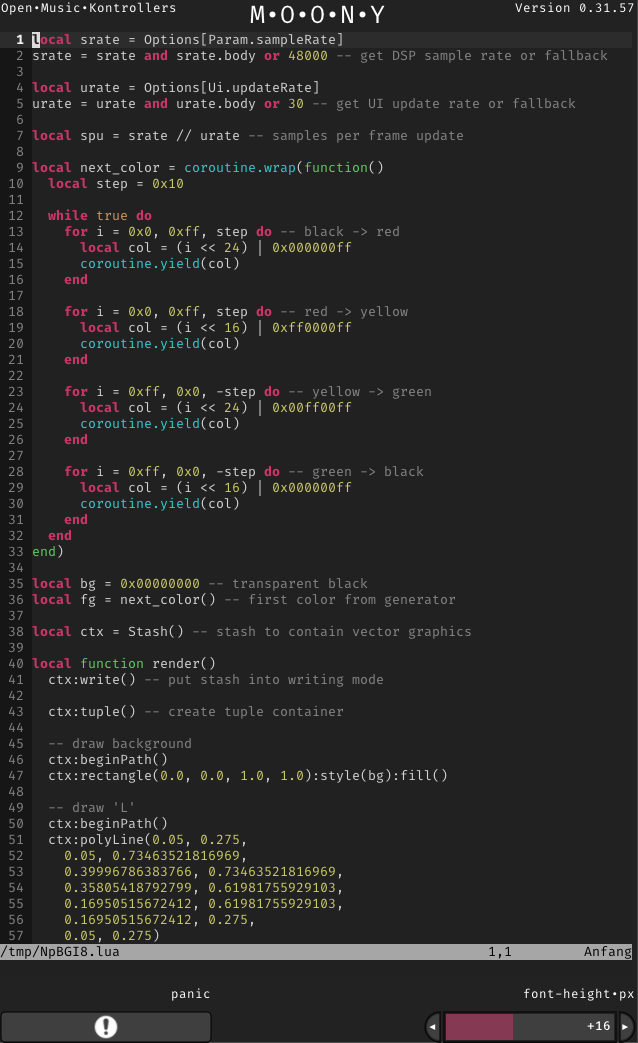 Open•Music•Kontrollers
M•O•O•N•Y
Version 0.31.57
1 local srate = Options[Param.sampleRate]
2 srate = srate and srate.body or 48000 -- get DSP sample rate or fallback
3
4 local urate = Options[Ui.updateRate]
5 urate = urate and urate.body or 30 -- get UI update rate or fallback
6
7 local spu = srate // urate -- samples per frame update
8
9 local next_color = coroutine.wrap(function()
10   local step = 0x10
11
12   while true do
13     for i = 0x0, 0xff, step do -- black -> red
14       local col = (i << 24) | 0x000000ff
15       coroutine.yield(col)
16     end
17
18     for i = 0x0, 0xff, step do -- red -> yellow
19       local col = (i << 16) | 0xff0000ff
20       coroutine.yield(col)
21     end
22
23     for i = 0xff, 0x0, -step do -- yellow -> green
24       local col = (i << 24) | 0x00ff00ff
25       coroutine.yield(col)
26     end
27
28     for i = 0xff, 0x0, -step do -- green -> black
29       local col = (i << 16) | 0x000000ff
30       coroutine.yield(col)
31     end
32   end
33 end)
34
35 local bg = 0x00000000 -- transparent black
36 local fg = next_color() -- first color from generator
37
38 local ctx = Stash() -- stash to contain vector graphics
39
40 local function render()
41   ctx:write() -- put stash into writing mode
42
43   ctx:tuple() -- create tuple container
44
45   -- draw background
46   ctx:beginPath()
47   ctx:rectangle(0.0, 0.0, 1.0, 1.0):style(bg):fill()
48
49   -- draw 'L'
50   ctx:beginPath()
51   ctx:polyLine(0.05, 0.275,
52     0.05, 0.73463521816969,
53     0.39996786383766, 0.73463521816969,
54     0.35805418792799, 0.61981755929103,
55     0.16950515672412, 0.61981755929103,
56     0.16950515672412, 0.275,
57     0.05, 0.275)
/tmp/NpBGI8.lua 1,1 Anfang
panic
font-height•px
+16